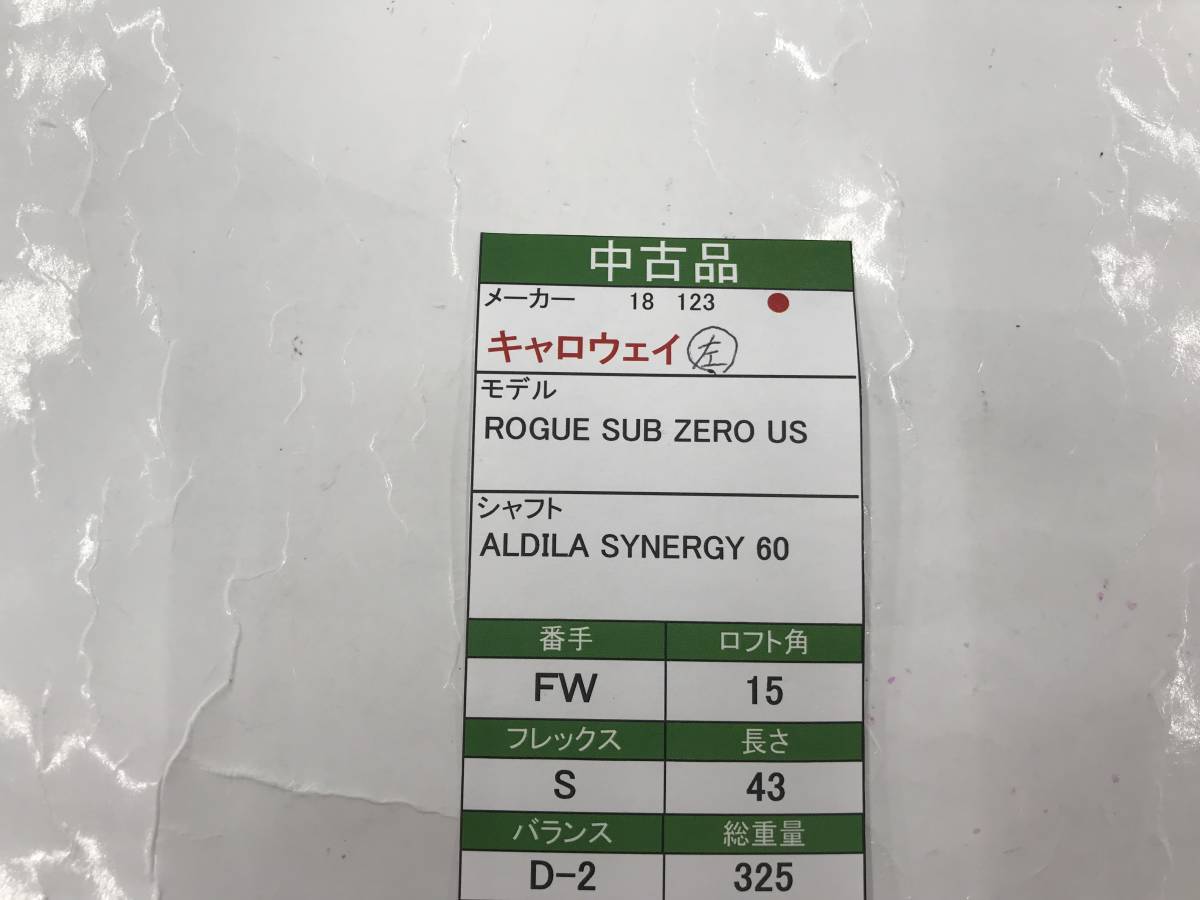 中古品
メーカー 18 123
キャロウェイ 左
モデル
ROGUE SUB ZERO US
シャフト
ALDILA SYNERGY 60
番手 ロフト角
FW 15
フレックス 長さ
S 43
バランス 総重量
D-2 325